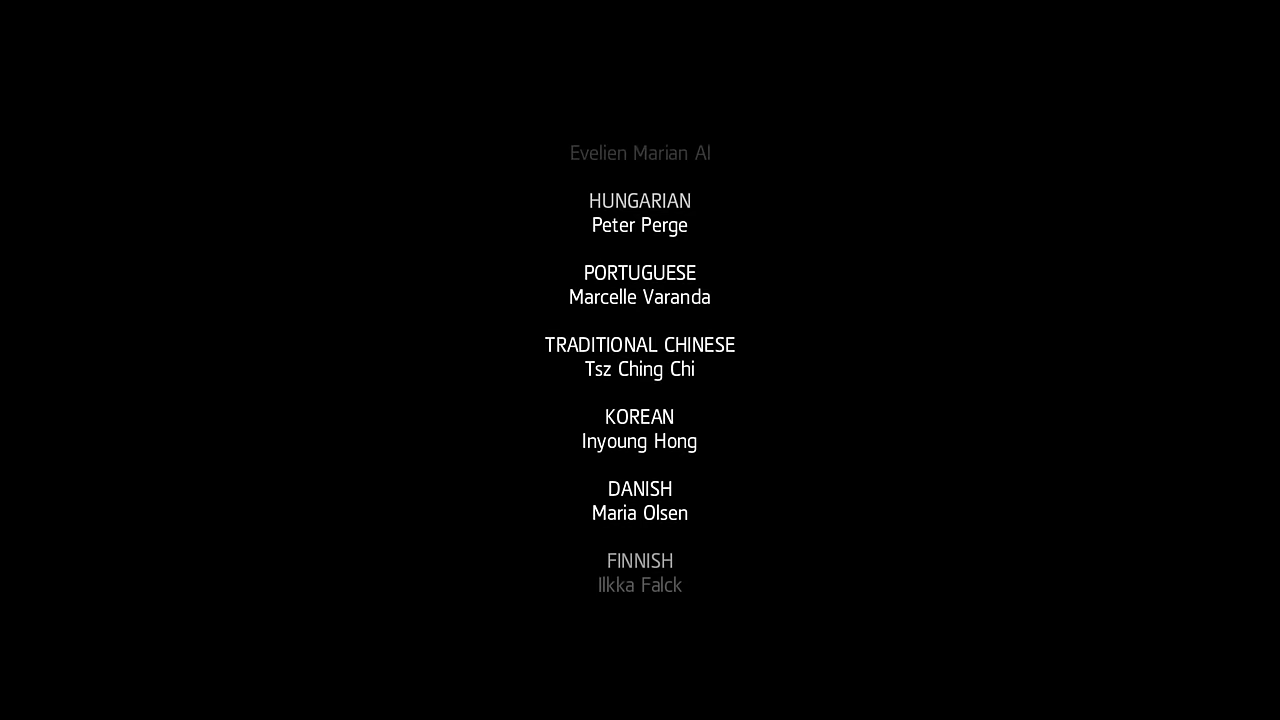 Evelien Marian Al
HUNGARIAN
Peter Perge
PORTUGUESE
Marcelle Varanda
TRADITIONAL CHINESE
Tsz Ching Chi
KOREAN
Inyoung Hong
DANISH
Maria Olsen
FINNISH
Ilkka Falck